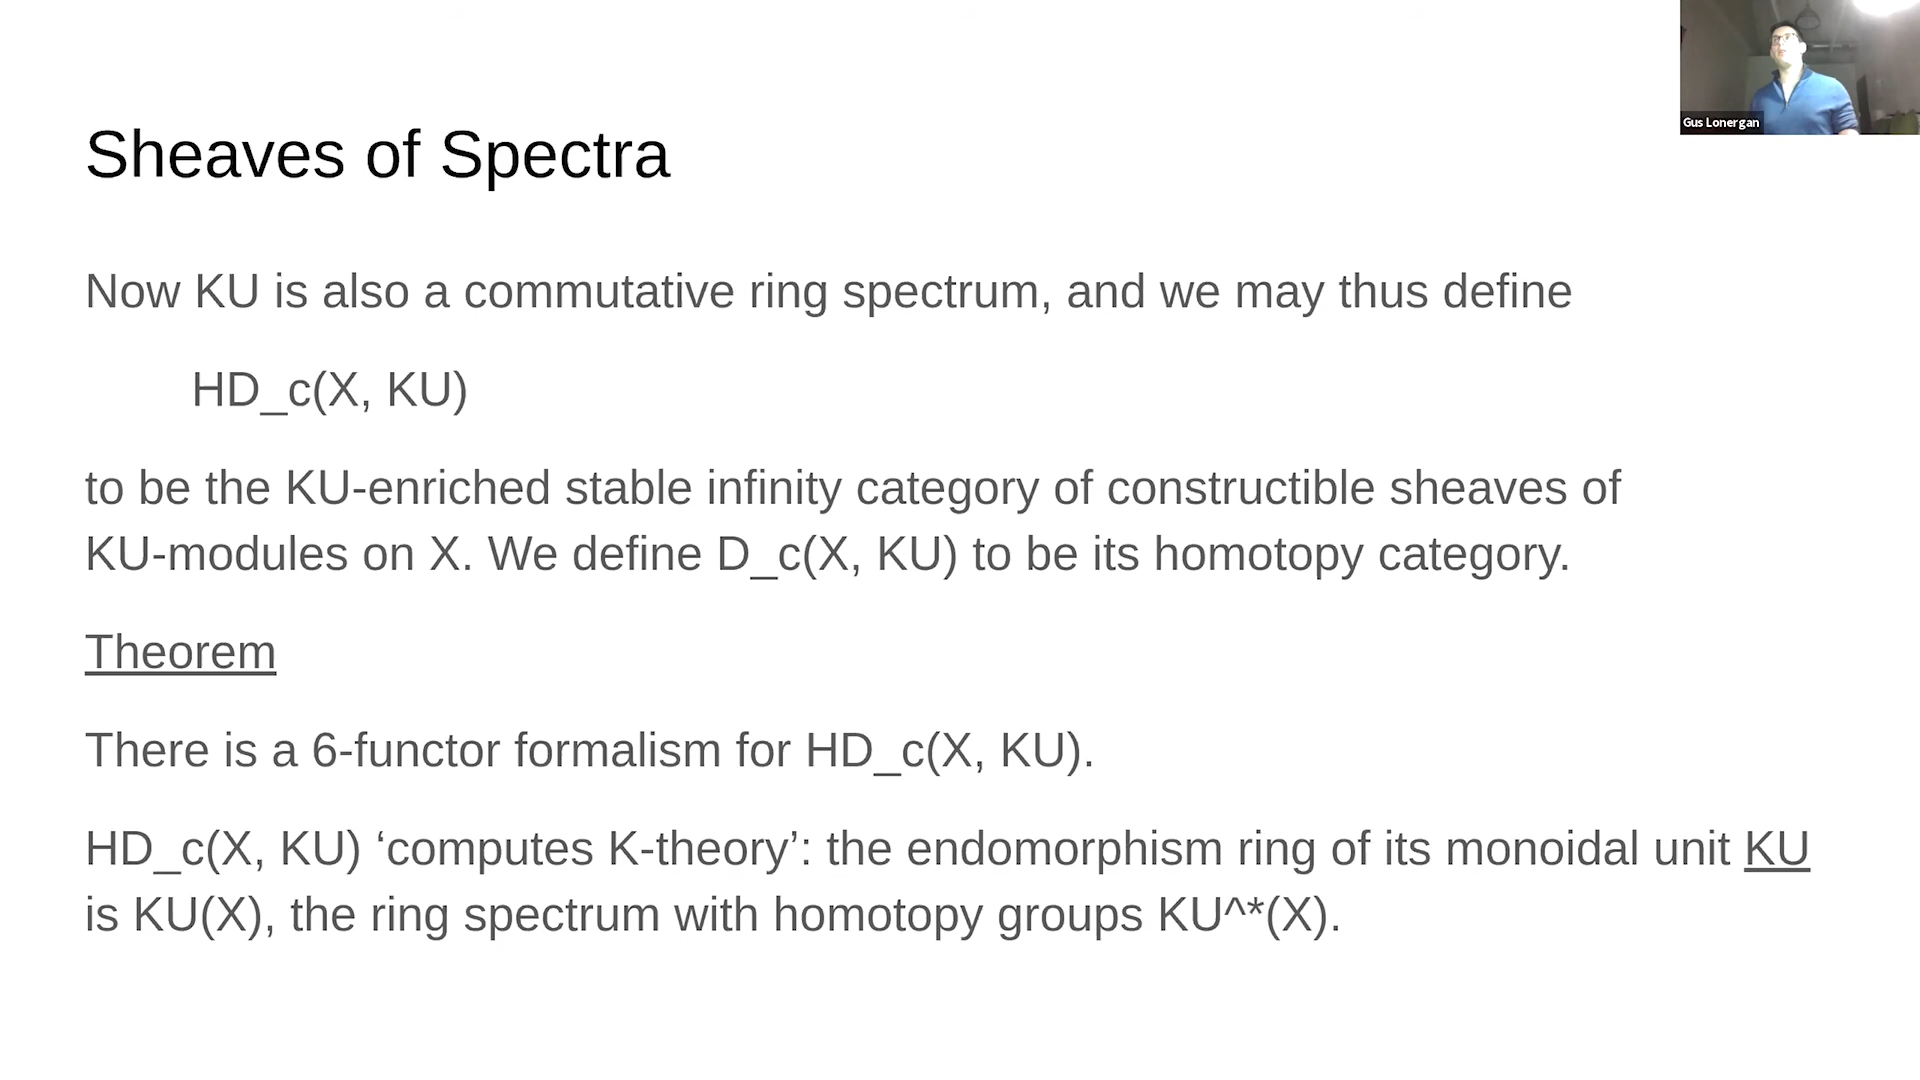 Gus Lonergan
Sheaves of Spectra
Now KU is also a commutative ring spectrum, and we may thus define
HD_c(X, KU)
to be the KU-enriched stable infinity category of constructible sheaves of
KU-modules on X. We define D_c(X, KU) to be its homotopy category.
Theorem
There is a 6-functor formalism for HD_c(X, KU).
HD_c(X, KU) ‘computes K-theory’: the endomorphism ring of its monoidal unit KU
is KU(X), the ring spectrum with homotopy groups KU^*(X).